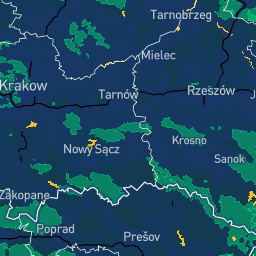 Tarnobrzeg
Mielec
Krakow
Tarnów
Rzeszów
Krosno
Nowy Sącz
Sanok
Zakopane
Poprad
Prešov